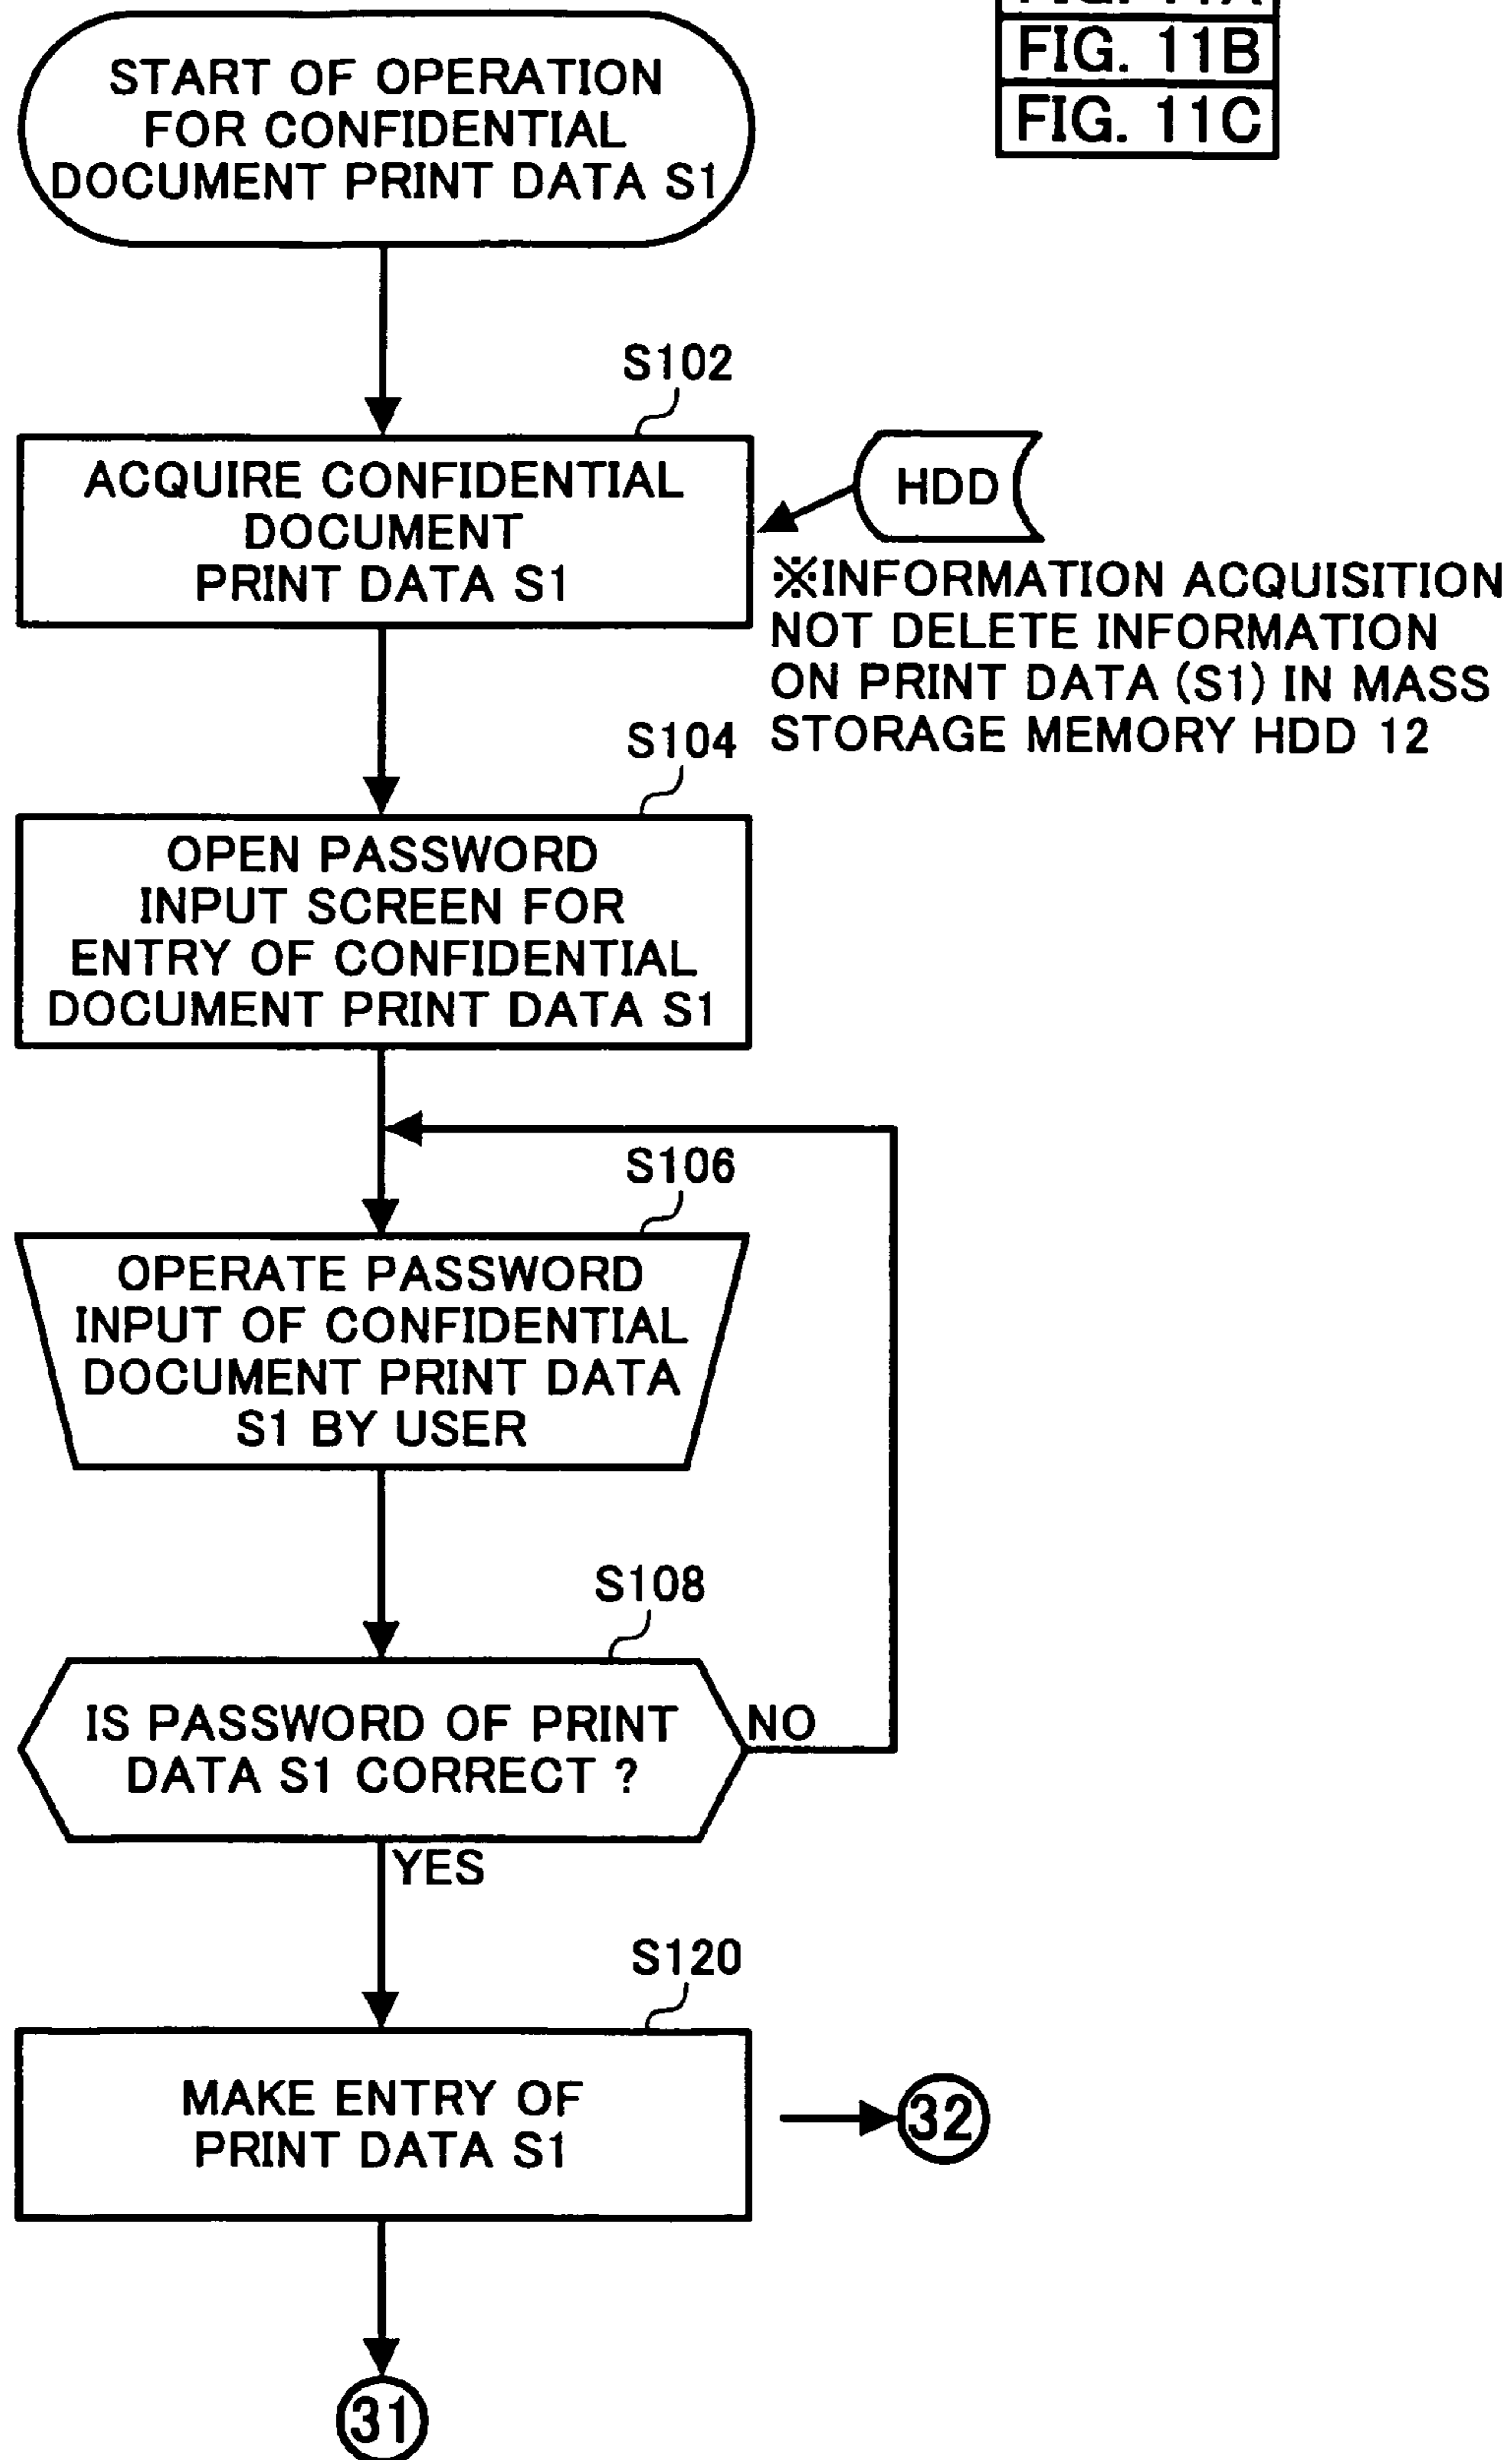 FIG. 11A
FIG. 11B
FIG. 11C
START OF OPERATION
FOR CONFIDENTIAL
DOCUMENT PRINT DATA S1
S102
ACQUIRE CONFIDENTIAL
DOCUMENT
PRINT DATA S1
HDD
※INFORMATION ACQUISITION
NOT DELETE INFORMATION
ON PRINT DATA (S1) IN MASS
STORAGE MEMORY HDD 12
S104
OPEN PASSWORD
INPUT SCREEN FOR
ENTRY OF CONFIDENTIAL
DOCUMENT PRINT DATA S1
S106
OPERATE PASSWORD
INPUT OF CONFIDENTIAL
DOCUMENT PRINT DATA
S1 BY USER
S108
IS PASSWORD OF PRINT
DATA S1 CORRECT ?
NO
YES
S120
MAKE ENTRY OF
PRINT DATA S1
32
31